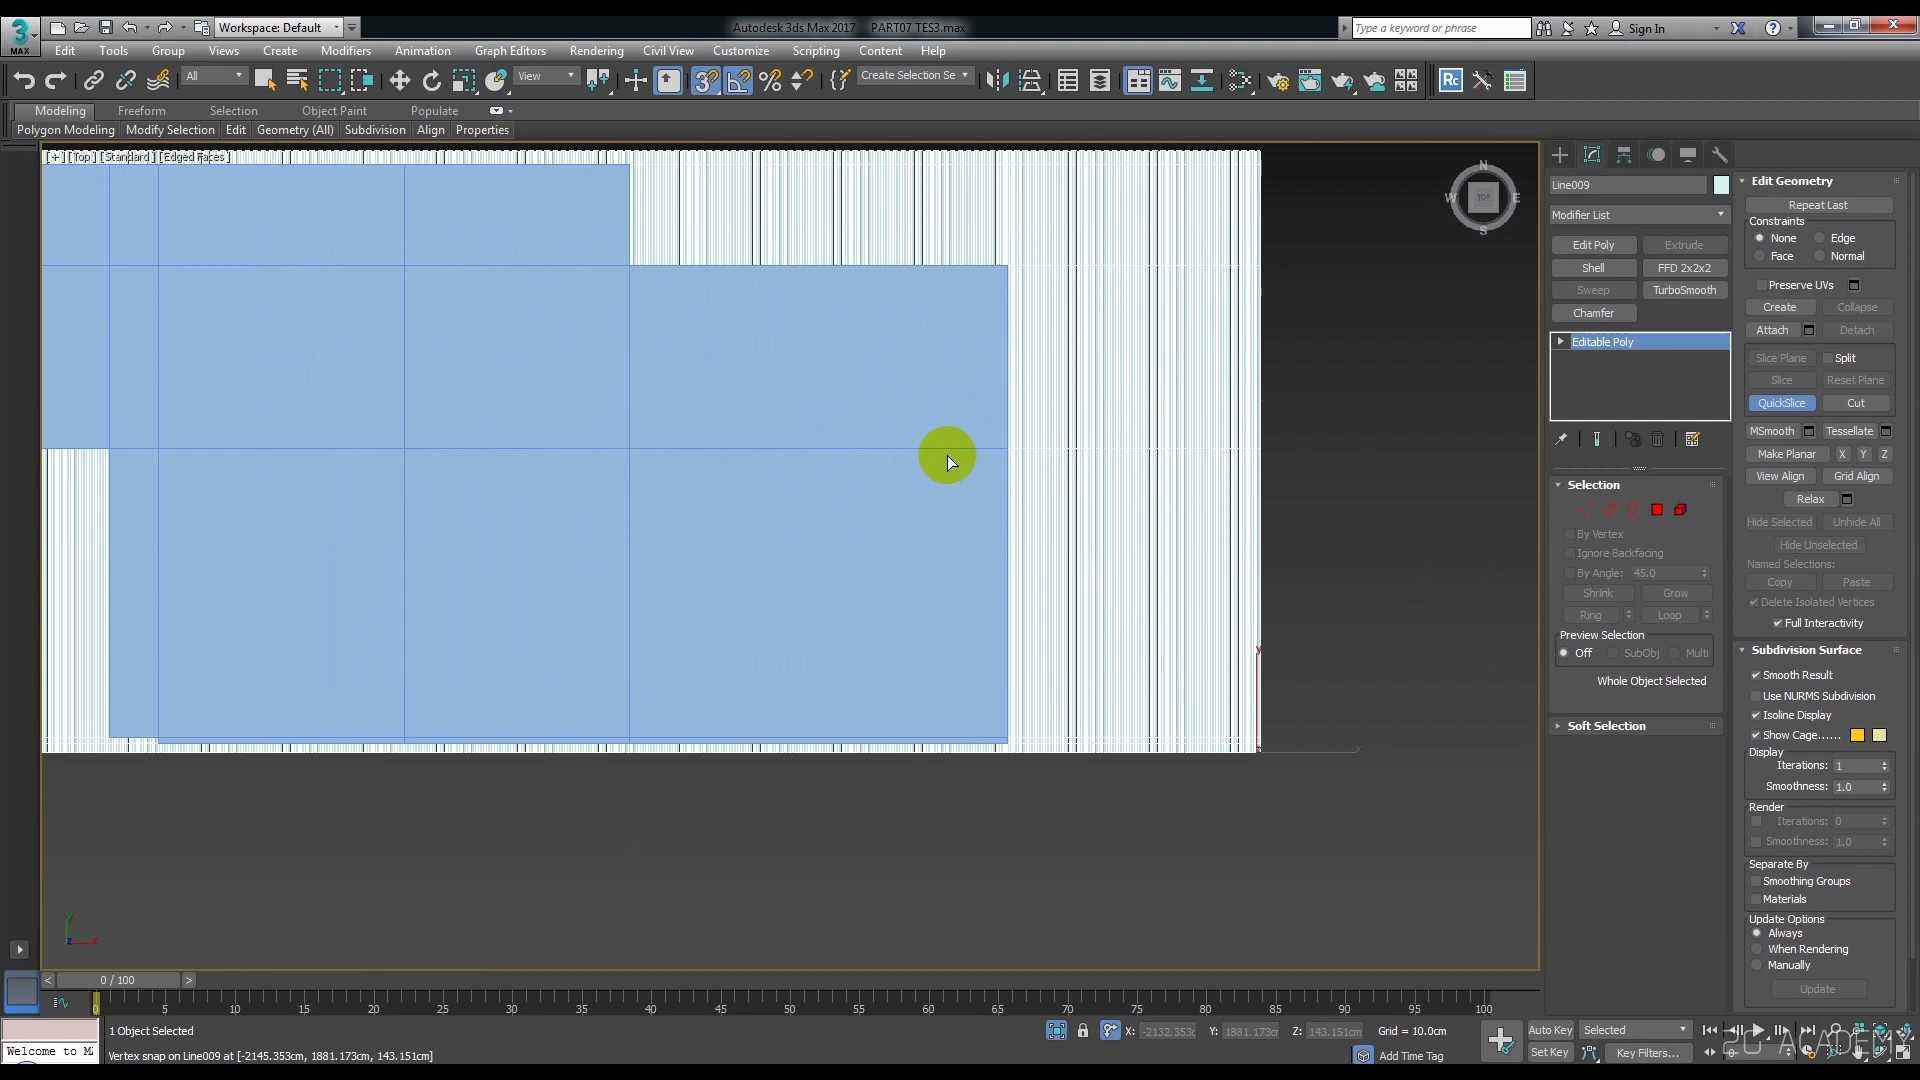 Workspace: Default
Autodesk 3ds Max 2017    PART07 TES3.max
Type a keyword or phrase
Sign In
MAX
Edit Tools Group Views Create Modifiers Animation Graph Editors Rendering Civil View Customize Scripting Content Help
All
View
Create Selection Se
Rc
Modeling Freeform Selection Object Paint Populate
Polygon Modeling Modify Selection Edit Geometry (All) Subdivision Align Properties
[+] [Top] [Standard] [Edged Faces]
N
W TOP E
S
Line009
Modifier List
Edit Poly Extrude
Shell FFD 2x2x2
Sweep TurboSmooth
Chamfer
Editable Poly
Selection
By Vertex
Ignore Backfacing
By Angle: 45.0
Shrink Grow
Ring Loop
Preview Selection
Off SubObj Multi
Whole Object Selected
Soft Selection
Edit Geometry
Repeat Last
Constraints
None Edge
Face Normal
Preserve UVs
Create Collapse
Attach Detach
Slice Plane Split
Slice Reset Plane
QuickSlice Cut
MSmooth Tessellate
Make Planar X Y Z
View Align Grid Align
Relax
Hide Selected Unhide All
Hide Unselected
Named Selections:
Copy Paste
Delete Isolated Vertices
Full Interactivity
Subdivision Surface
Smooth Result
Use NURMS Subdivision
Isoline Display
Show Cage......
Display
Iterations: 1
Smoothness: 1.0
Render
Iterations: 0
Smoothness: 1.0
Separate By
Smoothing Groups
Materials
Update Options
Always
When Rendering
Manually
Update
y
x
< 0 / 100 >
0 5 10 15 20 25 30 35 40 45 50 55 60 65 70 75 80 85 90 95 100
1 Object Selected
X: -2132.353c Y: 1881.173cr Z: 143.151cm Grid = 10.0cm
Auto Key Selected
Welcome to M
Vertex snap on Line009 at [-2145.353cm, 1881.173cm, 143.151cm]
Add Time Tag
Set Key Key Filters...
2G ACADEMY